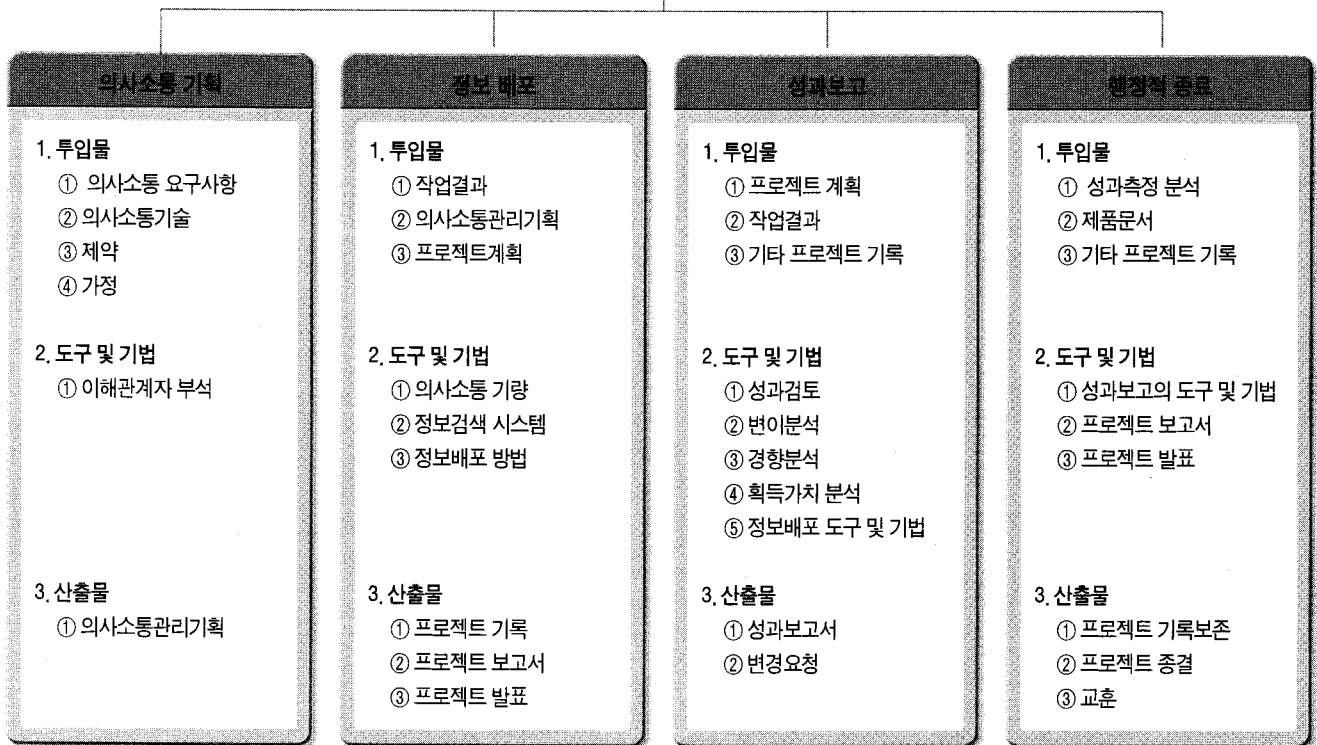 의사소통 기획
1. 투입물
① 의사소통 요구사항
② 의사소통기술
③ 제약
④ 가정
2. 도구 및 기법
① 이해관계자 부석
3. 산출물
① 의사소통관리기획
정보 배포
1. 투입물
① 작업결과
② 의사소통관리기획
③ 프로젝트계획
2. 도구 및 기법
① 의사소통 기량
② 정보검색 시스템
③ 정보배포 방법
3. 산출물
① 프로젝트 기록
② 프로젝트 보고서
③ 프로젝트 발표
성과보고
1. 투입물
① 프로젝트 계획
② 작업결과
③ 기타 프로젝트 기록
2. 도구 및 기법
① 성과검토
② 변이분석
③ 경향분석
④ 획득가치 분석
⑤ 정보배포 도구 및 기법
3. 산출물
① 성과보고서
② 변경요청
행정적 종료
1. 투입물
① 성과측정 분석
② 제품문서
③ 기타 프로젝트 기록
2. 도구 및 기법
① 성과보고의 도구 및 기법
② 프로젝트 보고서
③ 프로젝트 발표
3. 산출물
① 프로젝트 기록보존
② 프로젝트 종결
③ 교훈